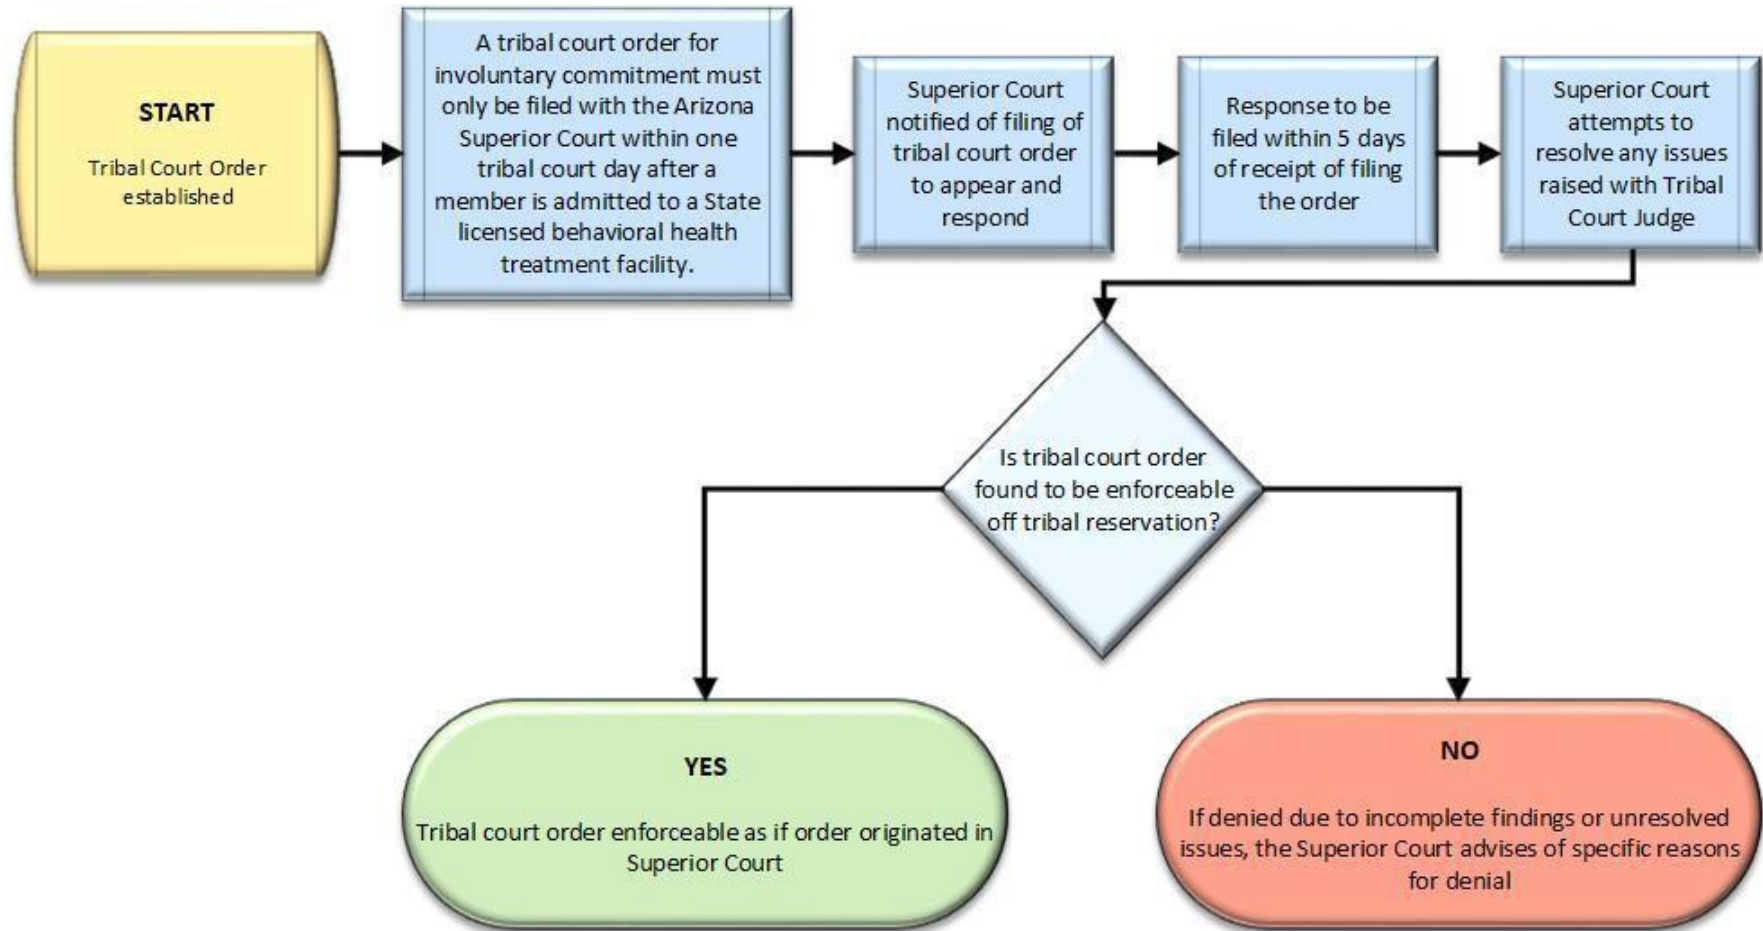 START
Tribal Court Order
established
A tribal court order for
involuntary commitment must
only be filed with the Arizona
Superior Court within one
tribal court day after a
member is admitted to a State
licensed behavioral health
treatment facility.
Superior Court
notified of filing of
tribal court order
to appear and
respond
Response to be
filed within 5 days
of receipt of filing
the order
Superior Court
attempts to
resolve any issues
raised with Tribal
Court Judge
Is tribal court order
found to be enforceable
off tribal reservation?
YES
Tribal court order enforceable as if order originated in
Superior Court
NO
If denied due to incomplete findings or unresolved
issues, the Superior Court advises of specific reasons
for denial